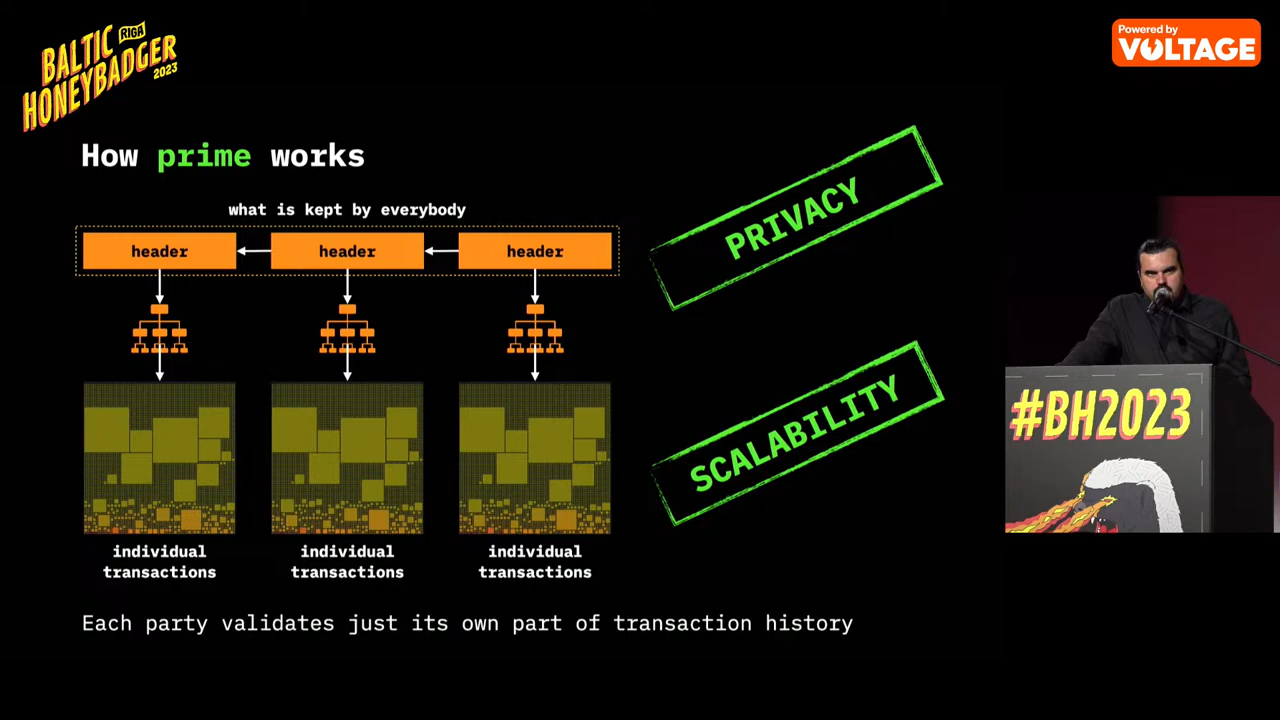 BALTIC
RIGA
HONEYBADGER
2023
Powered by
VOLTAGE
How prime works
what is kept by everybody
header
header
header
PRIVACY
SCALABILITY
individual
transactions
individual
transactions
individual
transactions
Each party validates just its own part of transaction history
#BH2023